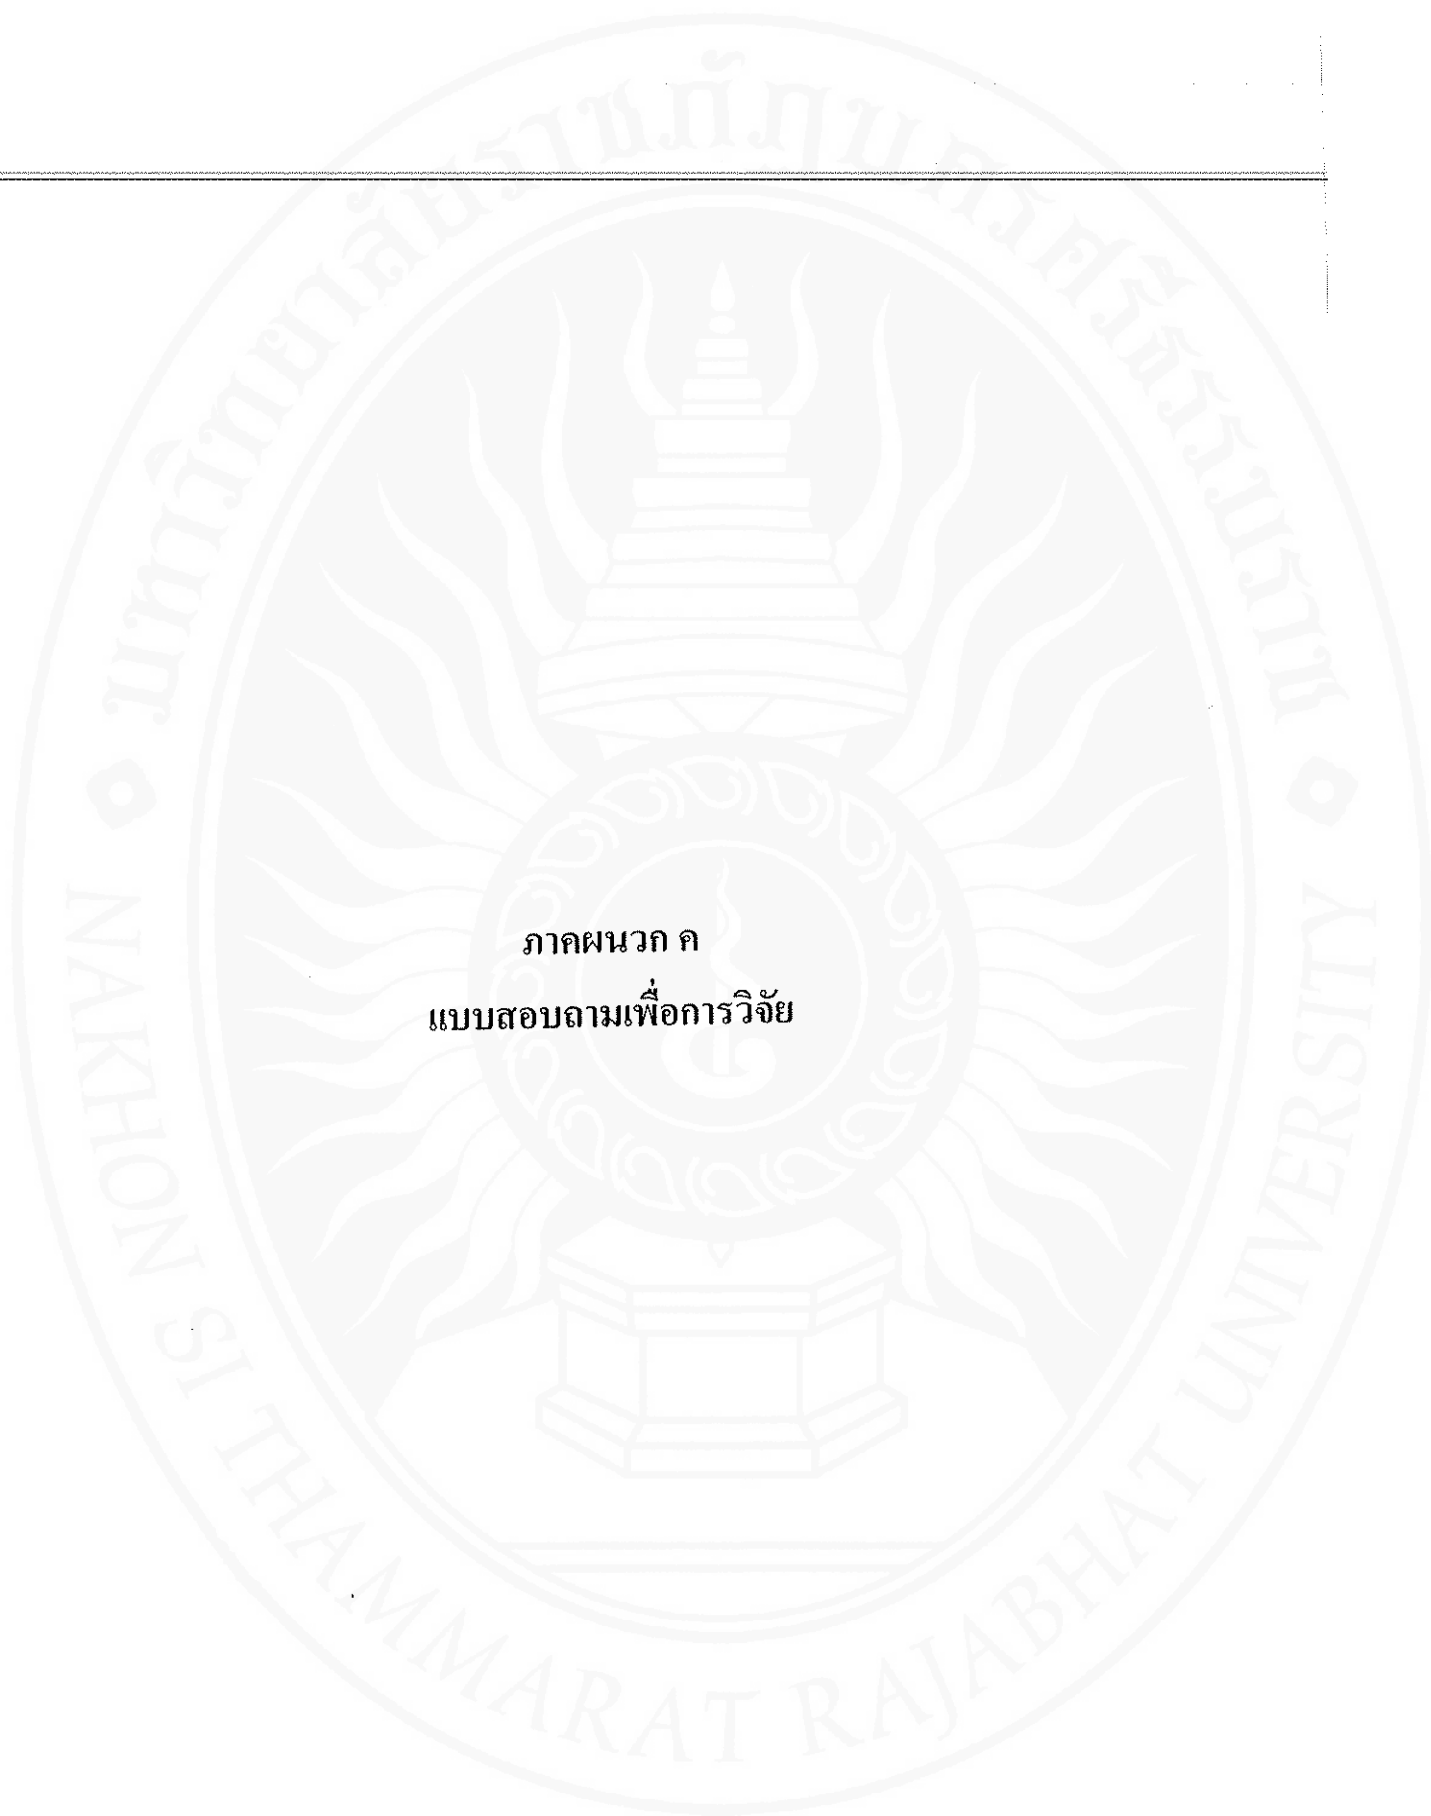 มหาวิทยาลัยราชภัฏนครศรีธรรมราช
ภาคผนวก ค
แบบสอบถามเพื่อการวิจัย
NAKHON SI THAMMARAT RAJABHAT UNIVERSITY